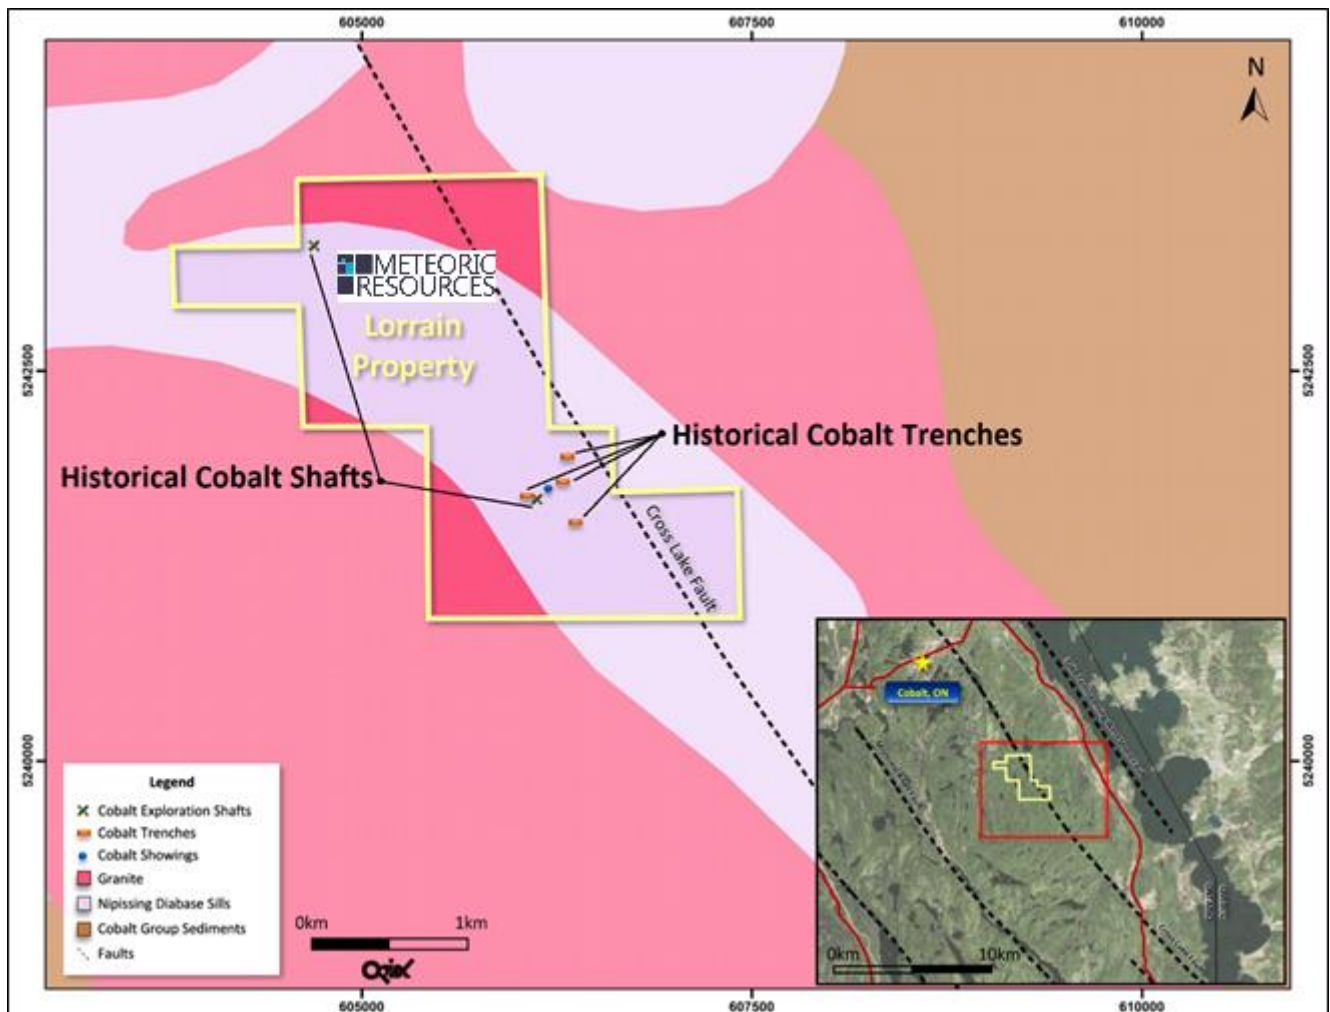 605000
607500
610000
N
METEORIC
RESOURCES
Lorrain
Property
5242500
5242500
Historical Cobalt Trenches
Historical Cobalt Shafts
Cross Lake Fault
Cobalt, ON
5240000
5240000
Legend
Cobalt Exploration Shafts
Cobalt Trenches
Cobalt Showings
Granite
Nipissing Diabase Sills
Cobalt Group Sediments
Faults
0km
1km
0km
10km
605000
607500
610000